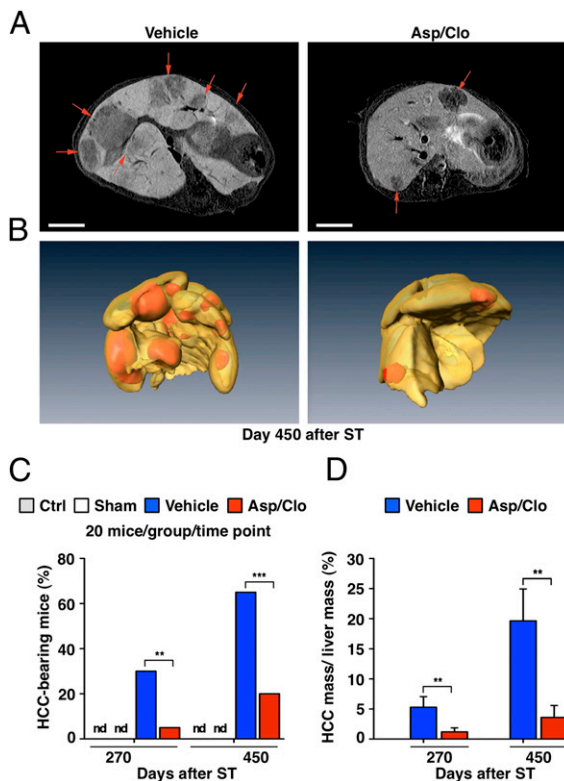 A
Vehicle
Asp/Clo
B
Day 450 after ST
C
Ctrl Sham Vehicle Asp/Clo
20 mice/group/time point
HCC-bearing mice (%)
80
60
40
20
0
**
***
nd nd
nd nd
270
450
Days after ST
D
Vehicle Asp/Clo
HCC mass/ liver mass (%)
30
25
20
15
10
5
0
**
**
270
450
Days after ST